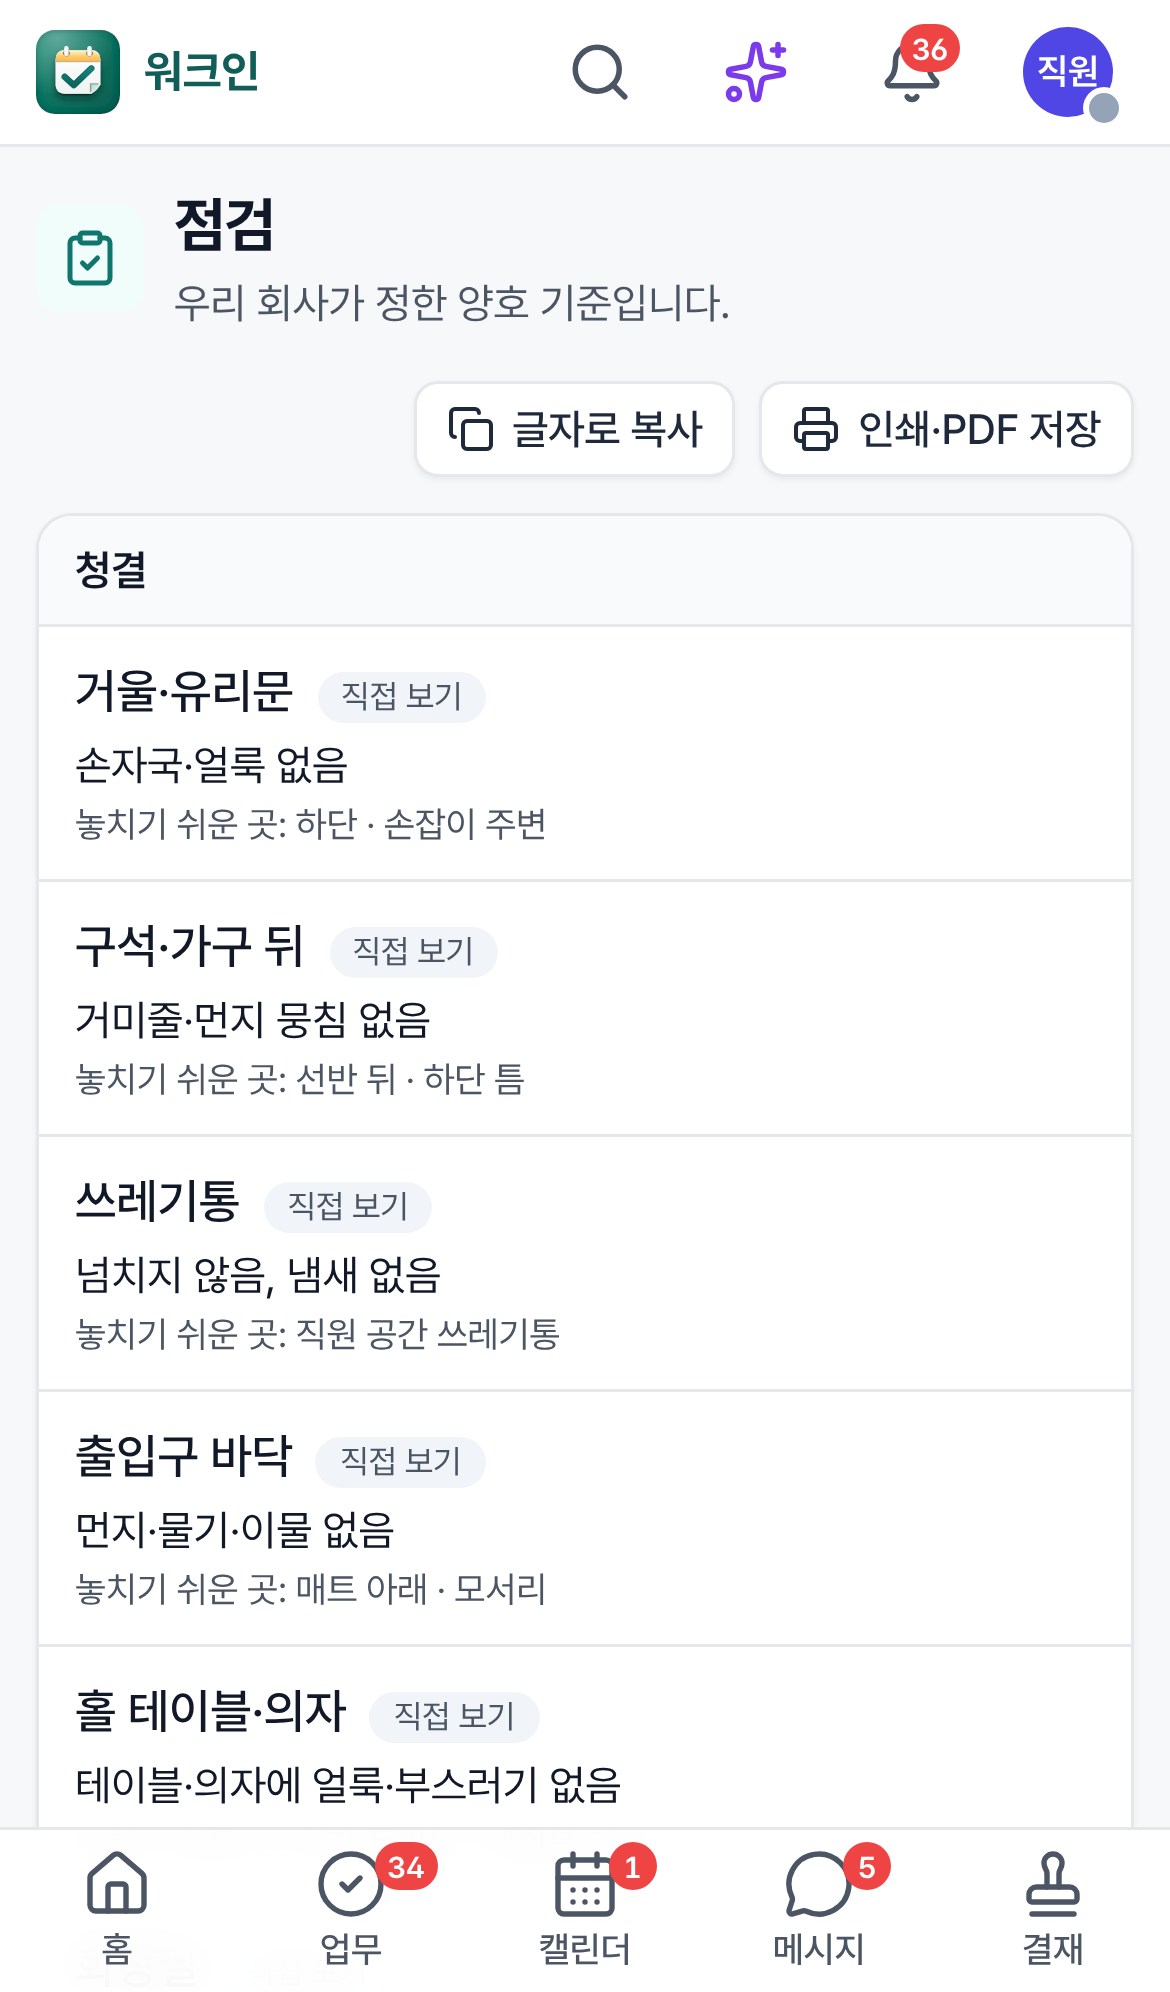 워크인
36
직원
점검
우리 회사가 정한 양호 기준입니다.
글자로 복사
인쇄·PDF 저장
청결
거울·유리문 직접 보기
손자국·얼룩 없음
놓치기 쉬운 곳: 하단 · 손잡이 주변
구석·가구 뒤 직접 보기
거미줄·먼지 뭉침 없음
놓치기 쉬운 곳: 선반 뒤 · 하단 틈
쓰레기통 직접 보기
넘치지 않음, 냄새 없음
놓치기 쉬운 곳: 직원 공간 쓰레기통
출입구 바닥 직접 보기
먼지·물기·이물 없음
놓치기 쉬운 곳: 매트 아래 · 모서리
홀 테이블·의자 직접 보기
테이블·의자에 얼룩·부스러기 없음
34
1
5
홈
업무
캘린더
메시지
결재